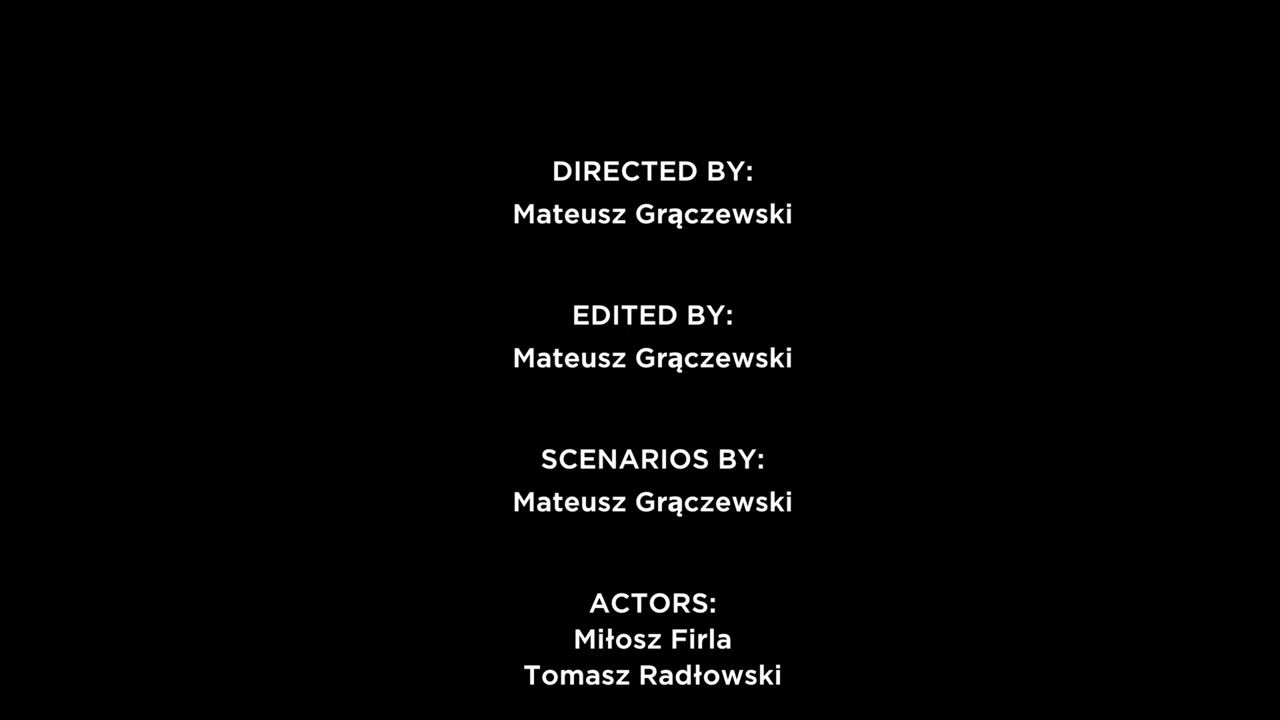 DIRECTED BY:
Mateusz Grączewski
EDITED BY:
Mateusz Grączewski
SCENARIOS BY:
Mateusz Grączewski
ACTORS:
Miłosz Firla
Tomasz Radłowski